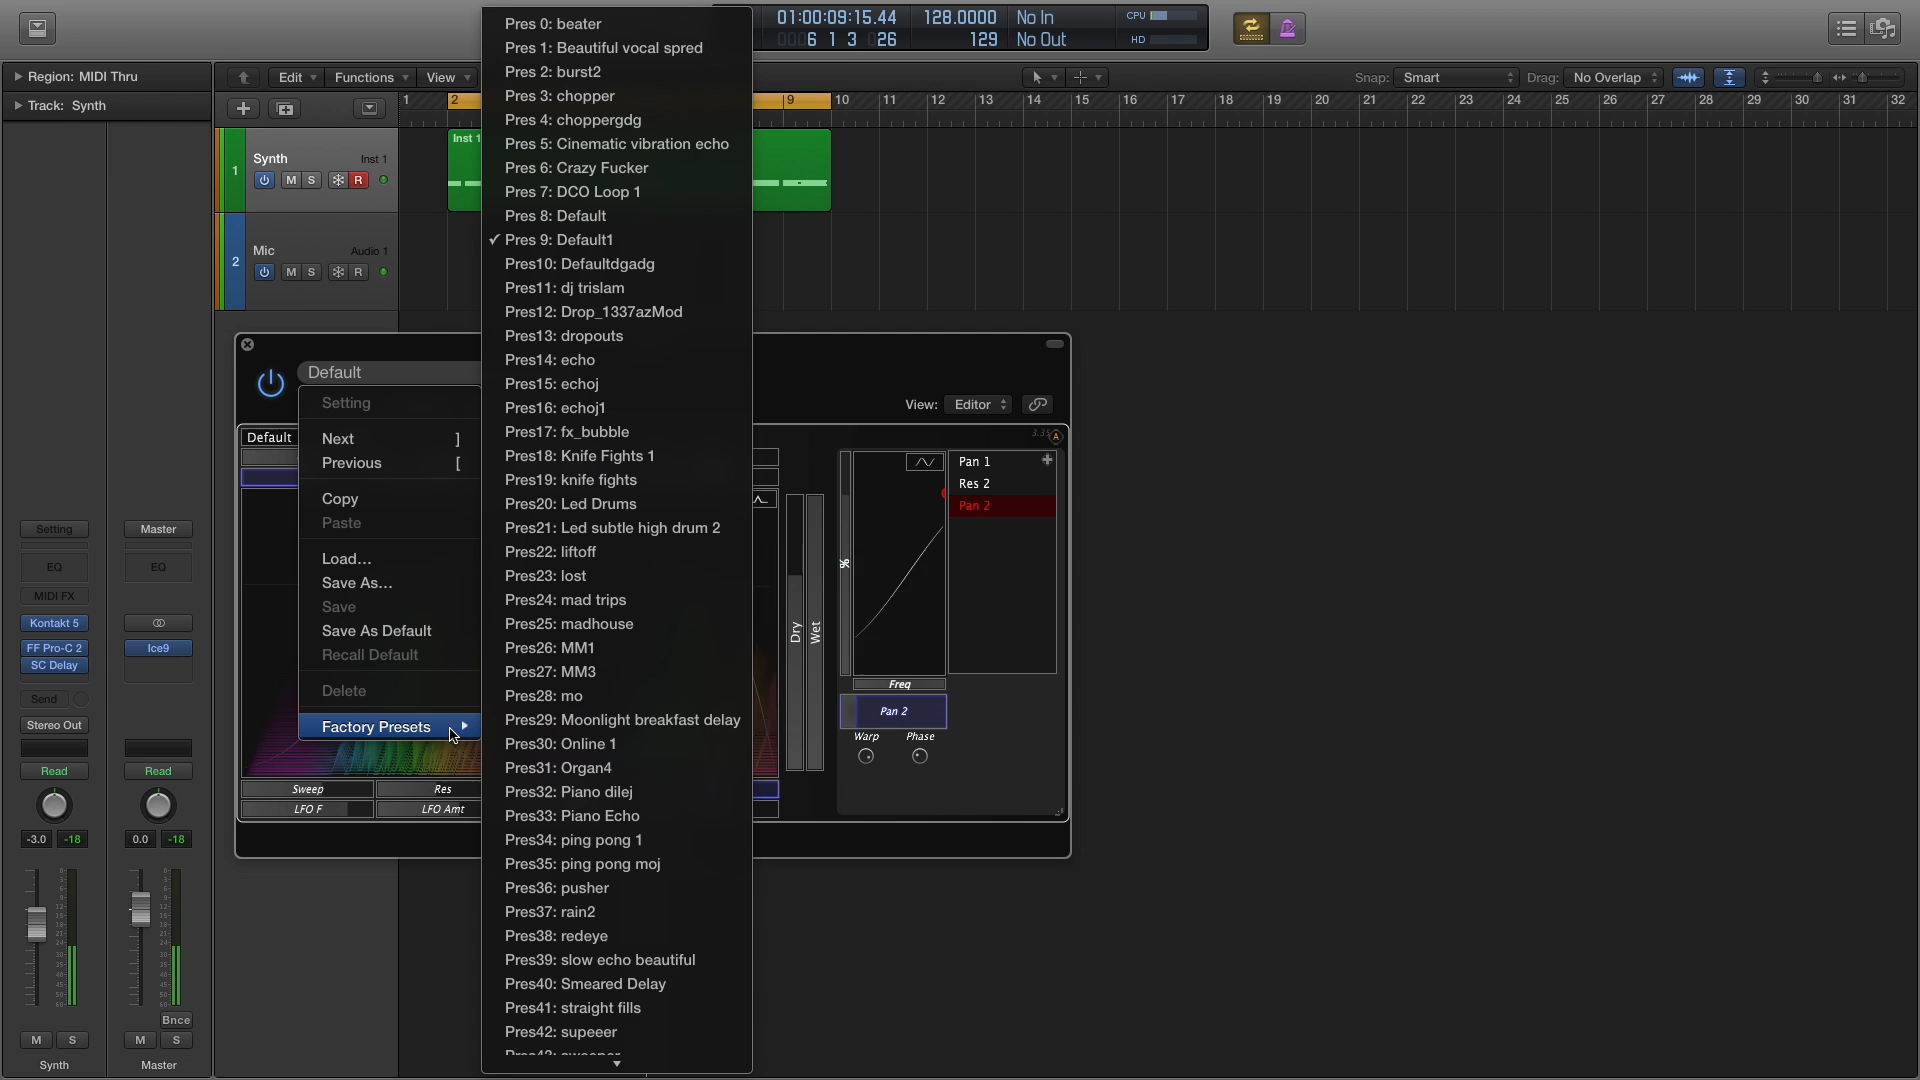 01:00:09:15.44
0006 1 3 026
128.0000
129
No In
No Out
CPU
HD
Region: MIDI Thru
Track: Synth
Edit
Functions
View
Snap: Smart
Drag: No Overlap
1 2 9 10 11 12 13 14 15 16 17 18 19 20 21 22 23 24 25 26 27 28 29 30 31 32
1
Synth
Inst 1
M S R
Inst 1
2
Mic
Audio 1
M S R
Pres 0: beater
Pres 1: Beautiful vocal spred
Pres 2: burst2
Pres 3: chopper
Pres 4: choppergdg
Pres 5: Cinematic vibration echo
Pres 6: Crazy Fucker
Pres 7: DCO Loop 1
Pres 8: Default
✓ Pres 9: Default1
Pres10: Defaultdgadg
Pres11: dj trislam
Pres12: Drop_1337azMod
Pres13: dropouts
Pres14: echo
Pres15: echoj
Pres16: echoj1
Pres17: fx_bubble
Pres18: Knife Fights 1
Pres19: knife fights
Pres20: Led Drums
Pres21: Led subtle high drum 2
Pres22: liftoff
Pres23: lost
Pres24: mad trips
Pres25: madhouse
Pres26: MM1
Pres27: MM3
Pres28: mo
Pres29: Moonlight breakfast delay
Pres30: Online 1
Pres31: Organ4
Pres32: Piano dilej
Pres33: Piano Echo
Pres34: ping pong 1
Pres35: ping pong moj
Pres36: pusher
Pres37: rain2
Pres38: redeye
Pres39: slow echo beautiful
Pres40: Smeared Delay
Pres41: straight fills
Pres42: supeeer
Default
Setting
Next ]
Previous [
Copy
Paste
Load...
Save As...
Save
Save As Default
Recall Default
Delete
Factory Presets
Default
View: Editor
A
Pan 1
Res 2
Pan 2
%
Dry
Wet
Freq
Pan 2
Warp
Phase
Sweep
Res
LFO F
LFO Amt
Setting
EQ
MIDI FX
Kontakt 5
FF Pro-C 2
SC Delay
Send
Stereo Out
Read
-3.0 -18
M S
Synth
Master
EQ
Ice9
Read
0.0 -18
Bnce
M S
Master